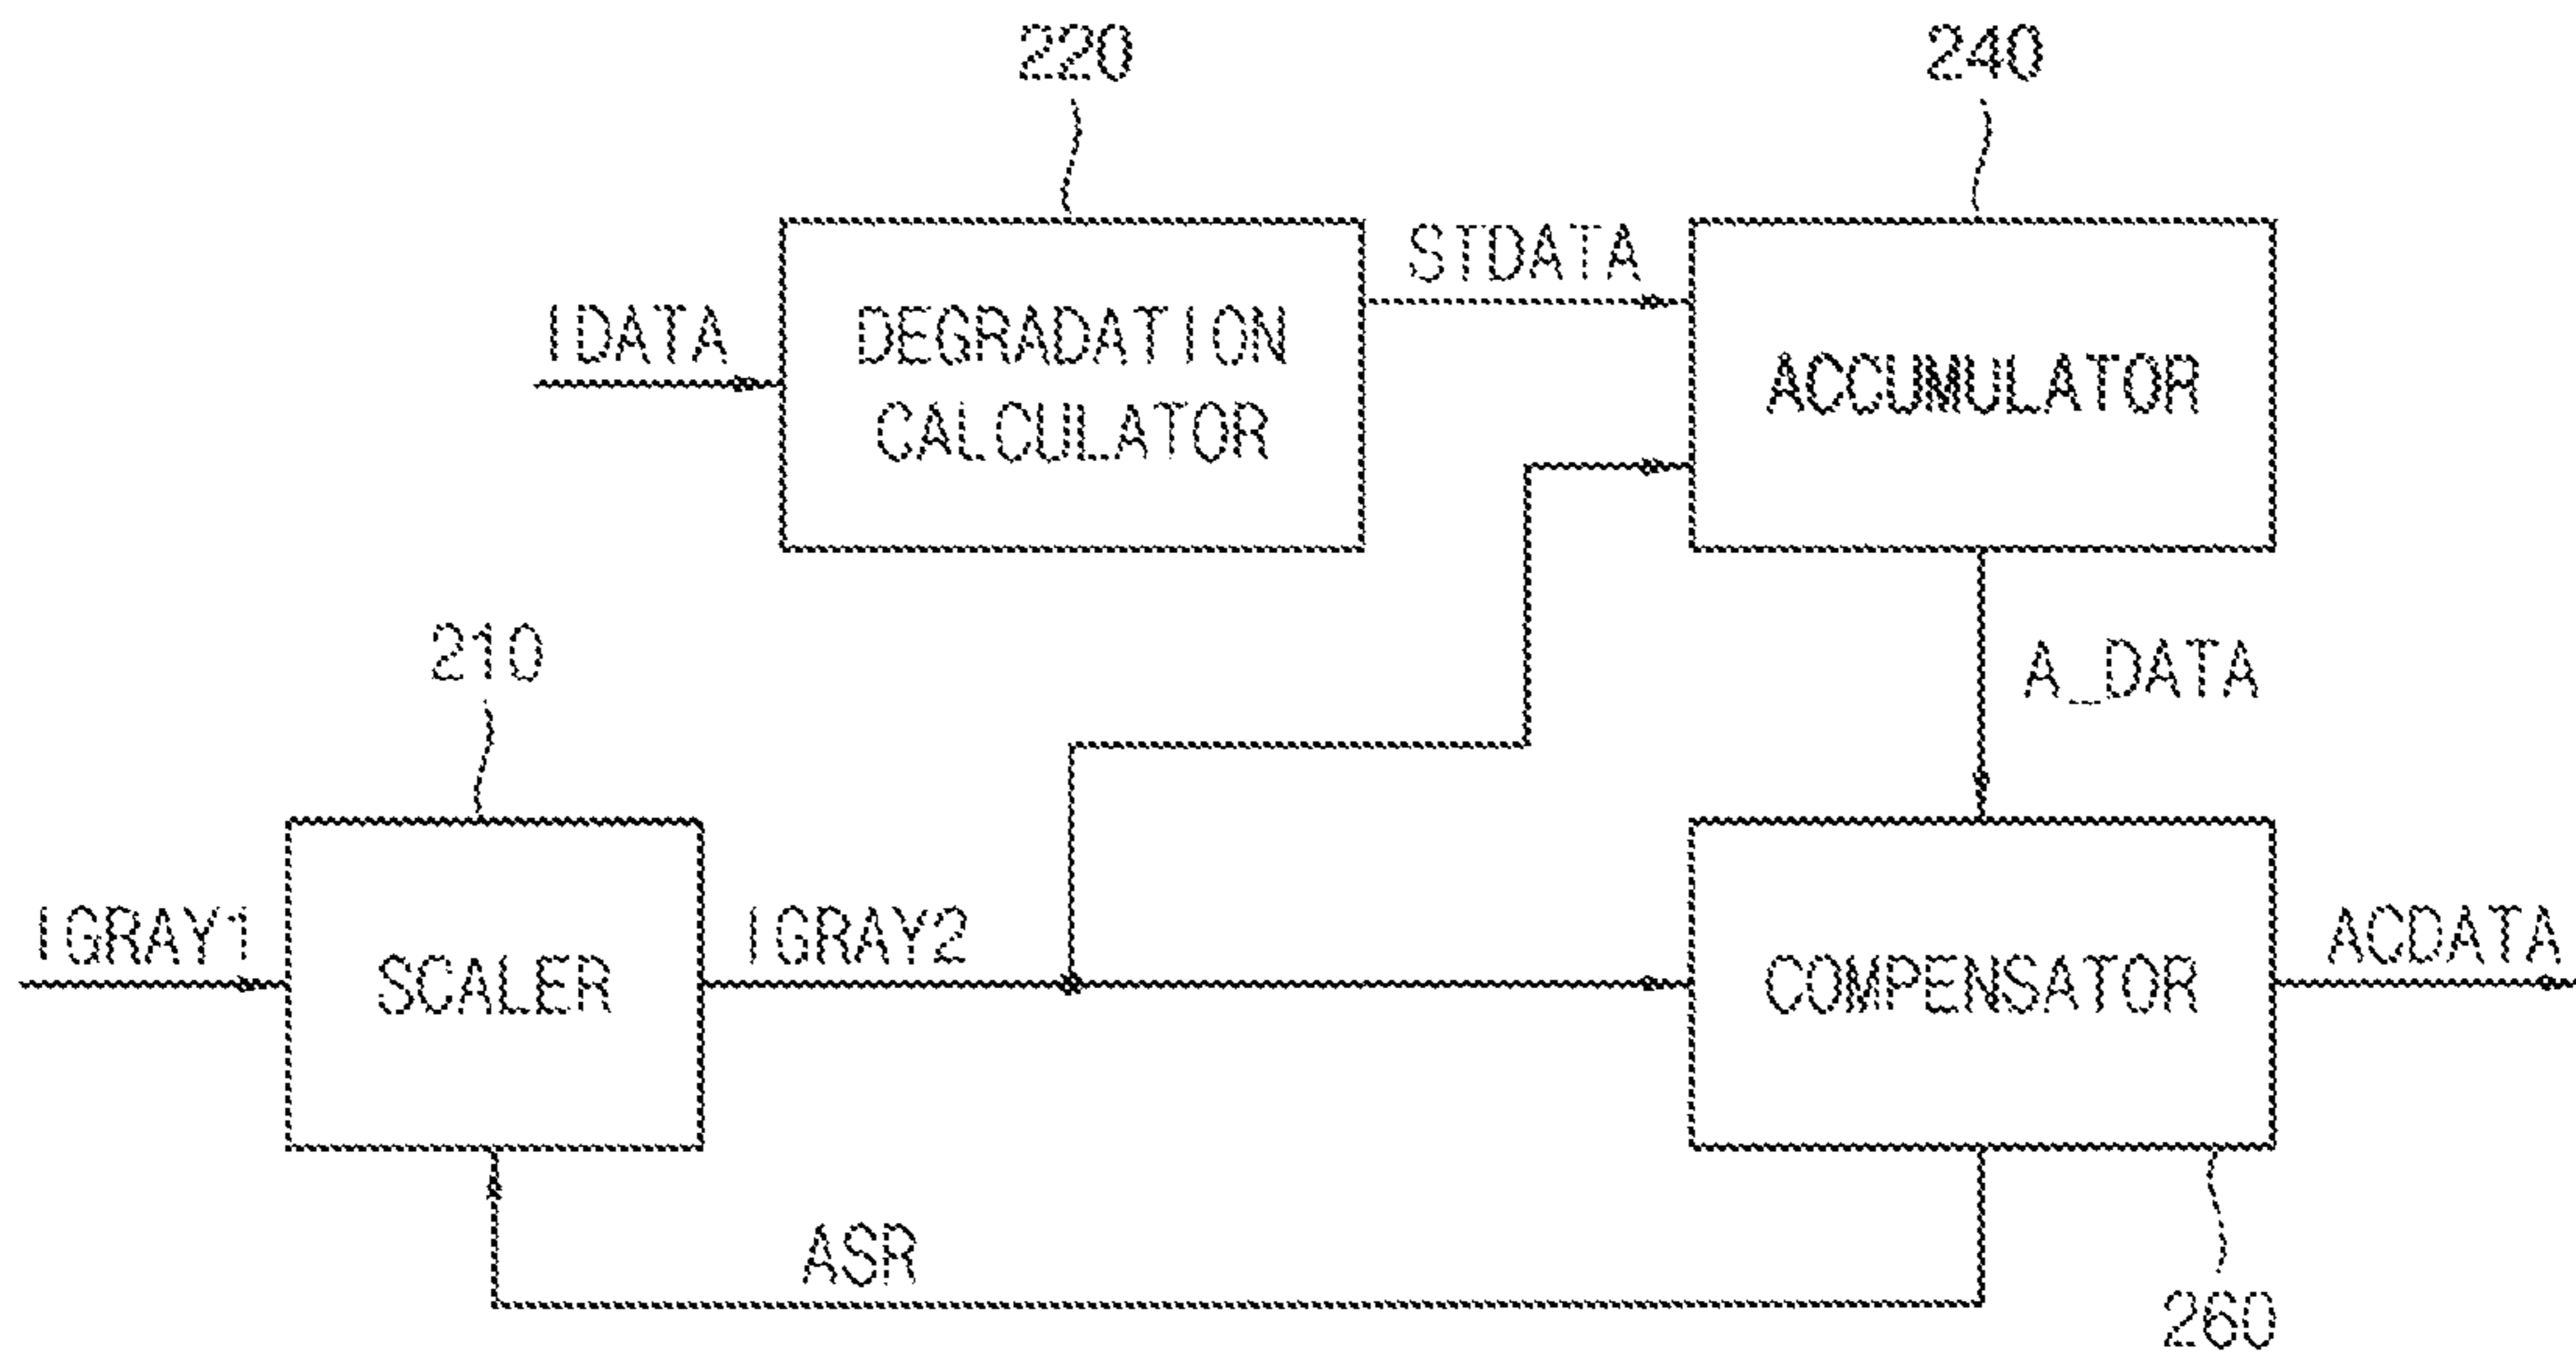 220
240
STDATA
IDATA
DEGRADATION
CALCULATOR
ACCUMULATOR
210
A_DATA
IGRAY1
SCALER
IGRAY2
COMPENSATOR
ACDATA
ASR
260